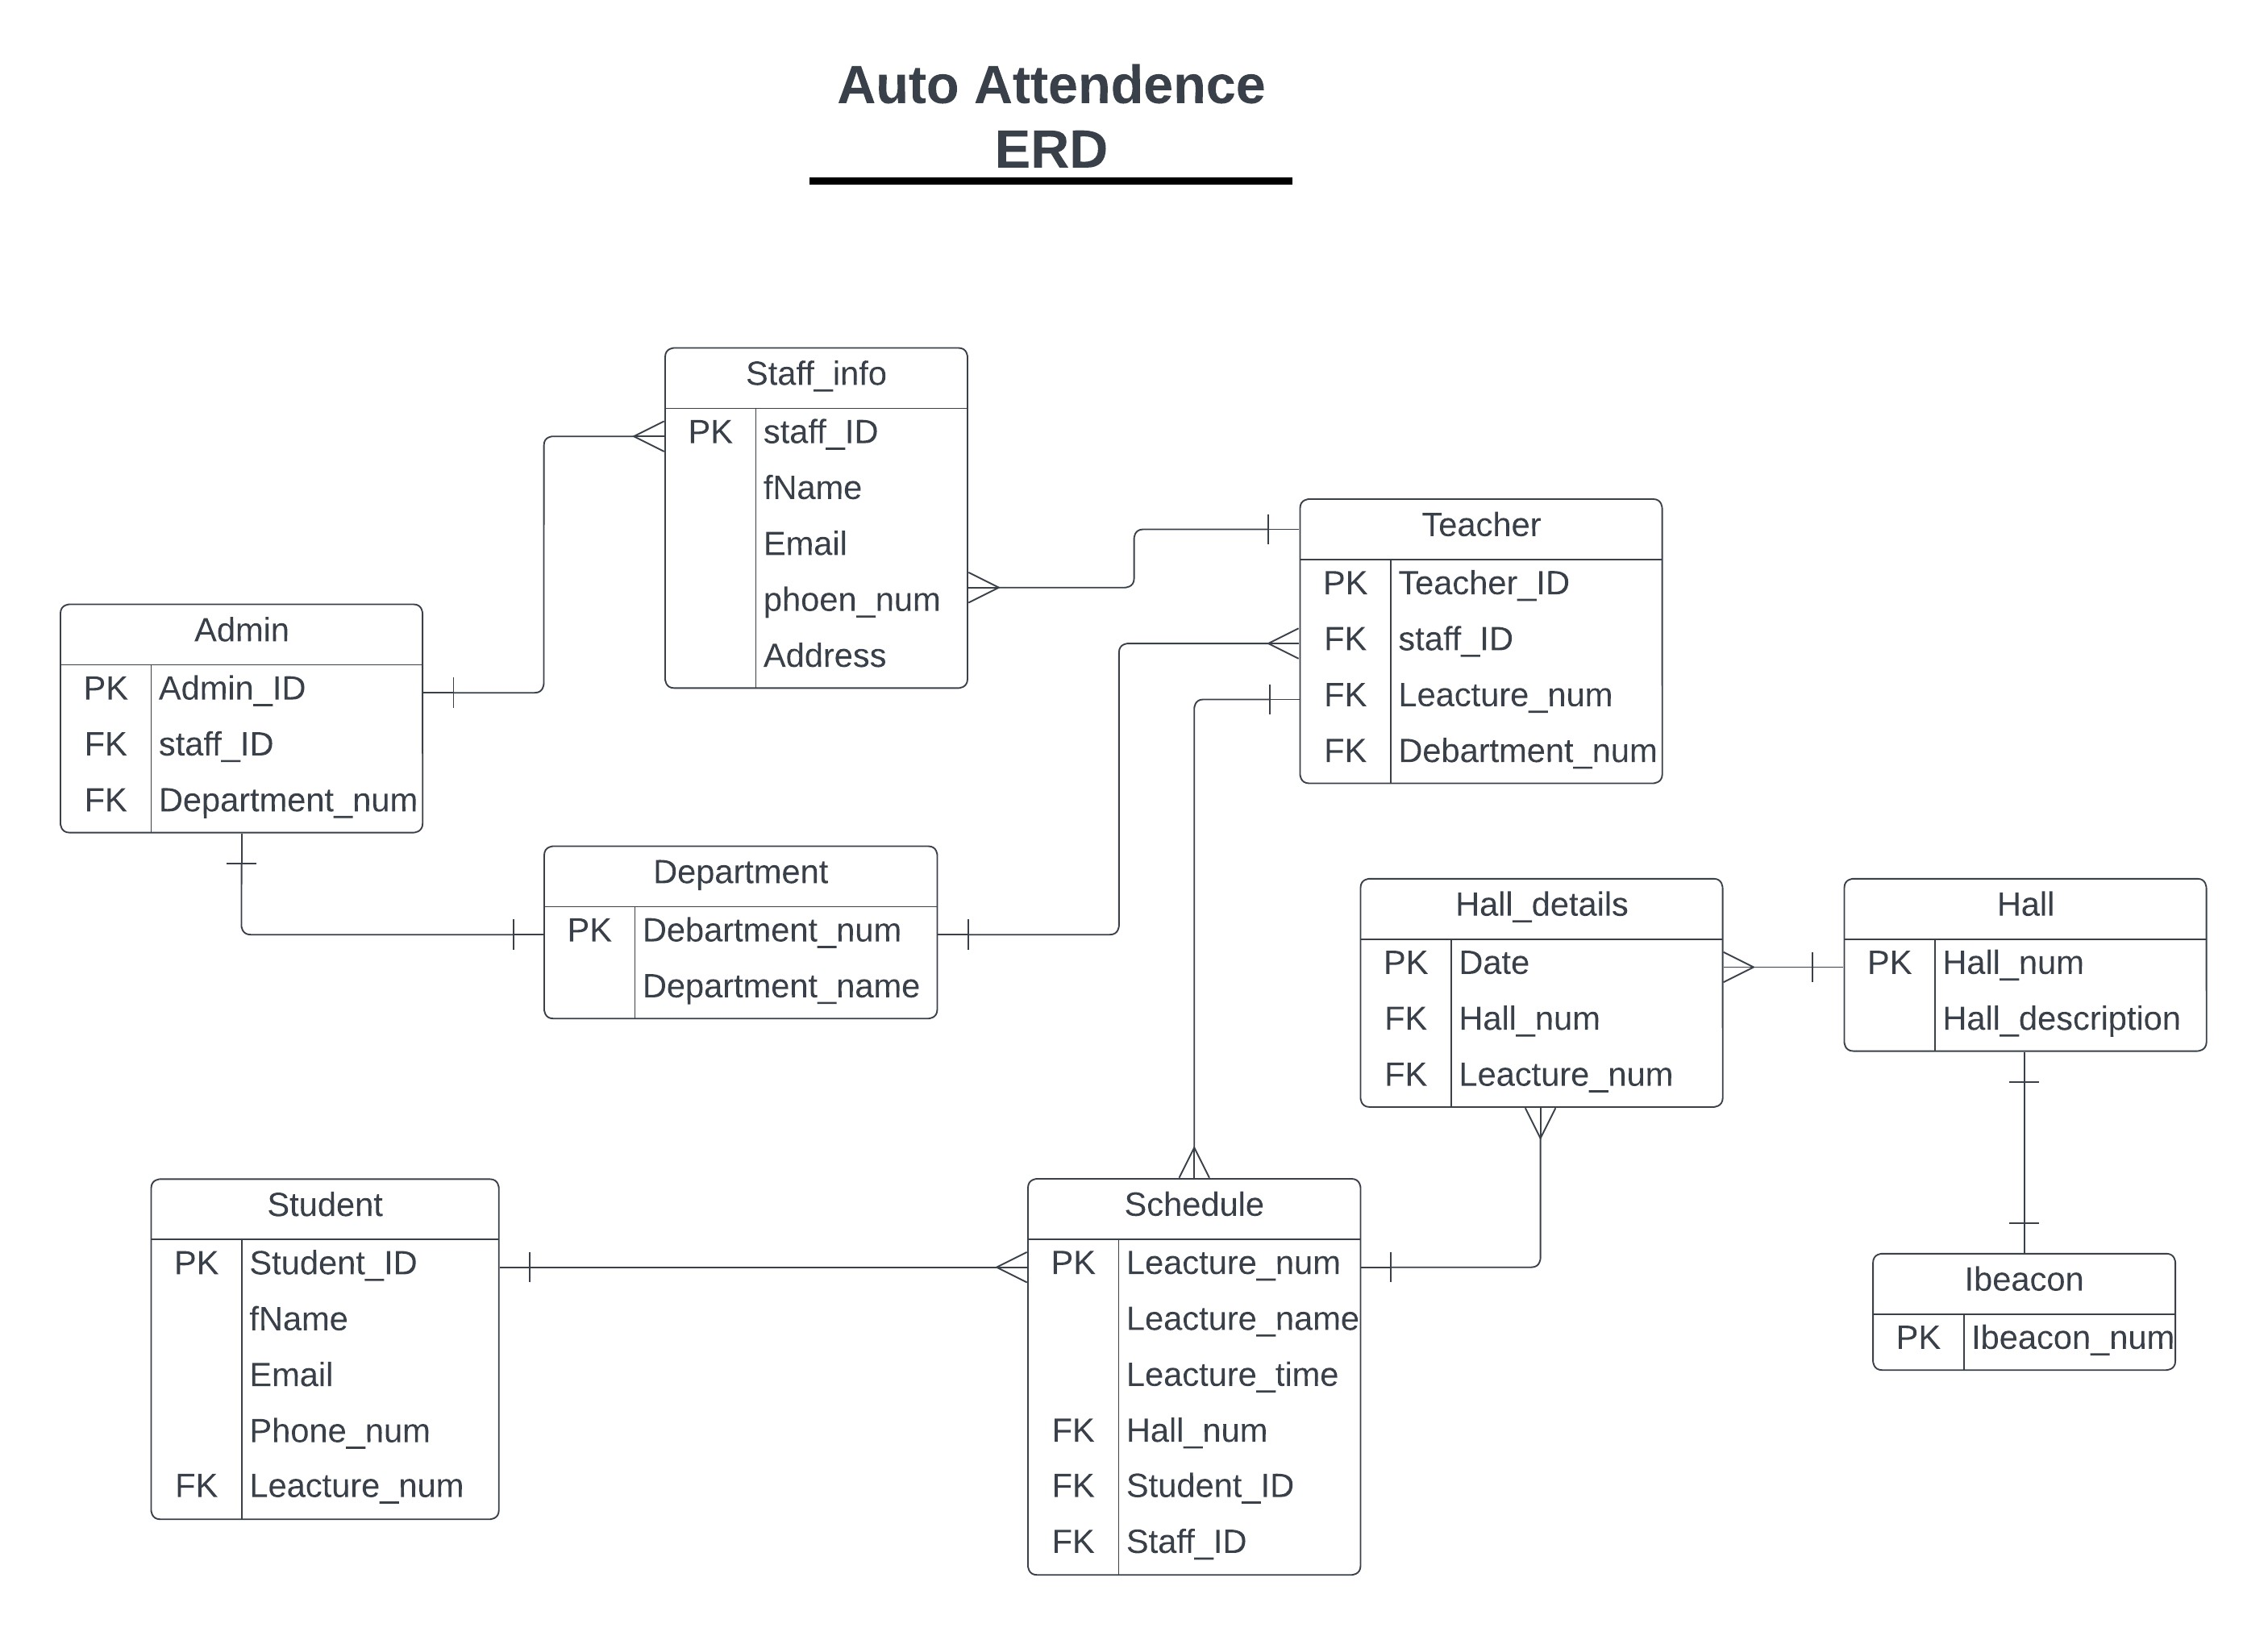 Auto Attendence
ERD
Staff_info
PK staff_ID
fName
Email
phoen_num
Address
Teacher
PK Teacher_ID
FK staff_ID
FK Leacture_num
FK Debartment_num
Admin
PK Admin_ID
FK staff_ID
FK Department_num
Department
PK Debartment_num
Department_name
Hall_details
PK Date
FK Hall_num
FK Leacture_num
Hall
PK Hall_num
Hall_description
Student
PK Student_ID
fName
Email
Phone_num
FK Leacture_num
Schedule
PK Leacture_num
Leacture_name
Leacture_time
FK Hall_num
FK Student_ID
FK Staff_ID
Ibeacon
PK Ibeacon_num